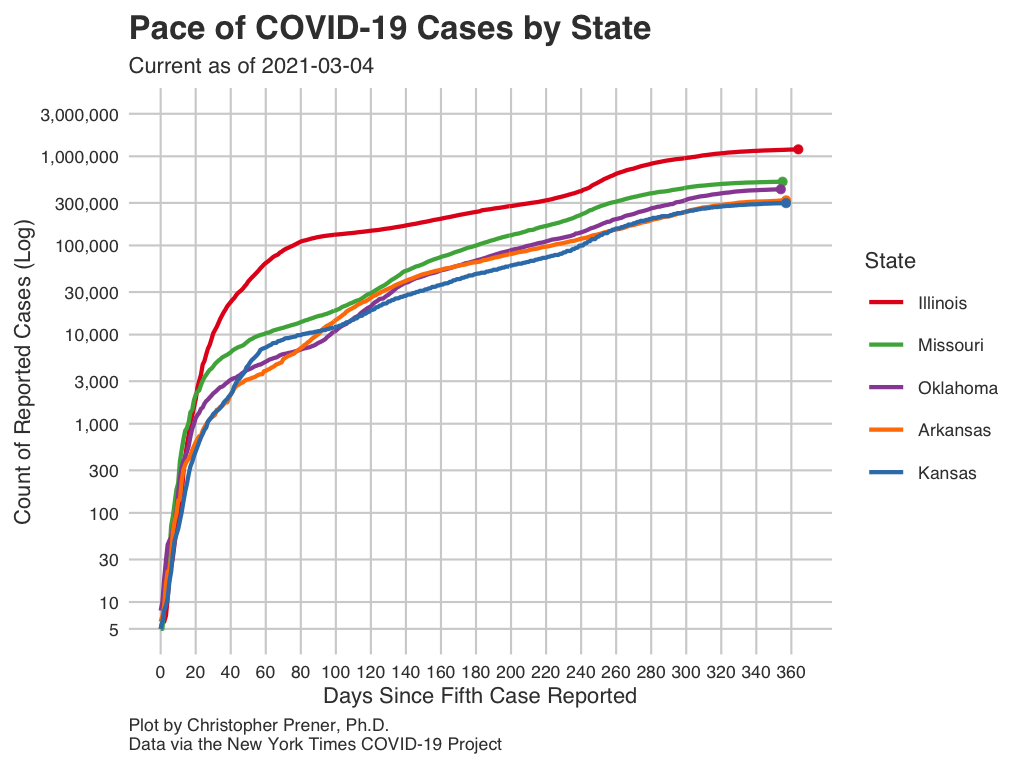 Pace of COVID-19 Cases by State
Current as of 2021-03-04
3,000,000
1,000,000
300,000
100,000
30,000
10,000
3,000
1,000
300
100
30
10
5
Count of Reported Cases (Log)
0 20 40 60 80 100 120 140 160 180 200 220 240 260 280 300 320 340 360
Days Since Fifth Case Reported
State
Illinois
Missouri
Oklahoma
Arkansas
Kansas
Plot by Christopher Prener, Ph.D.
Data via the New York Times COVID-19 Project